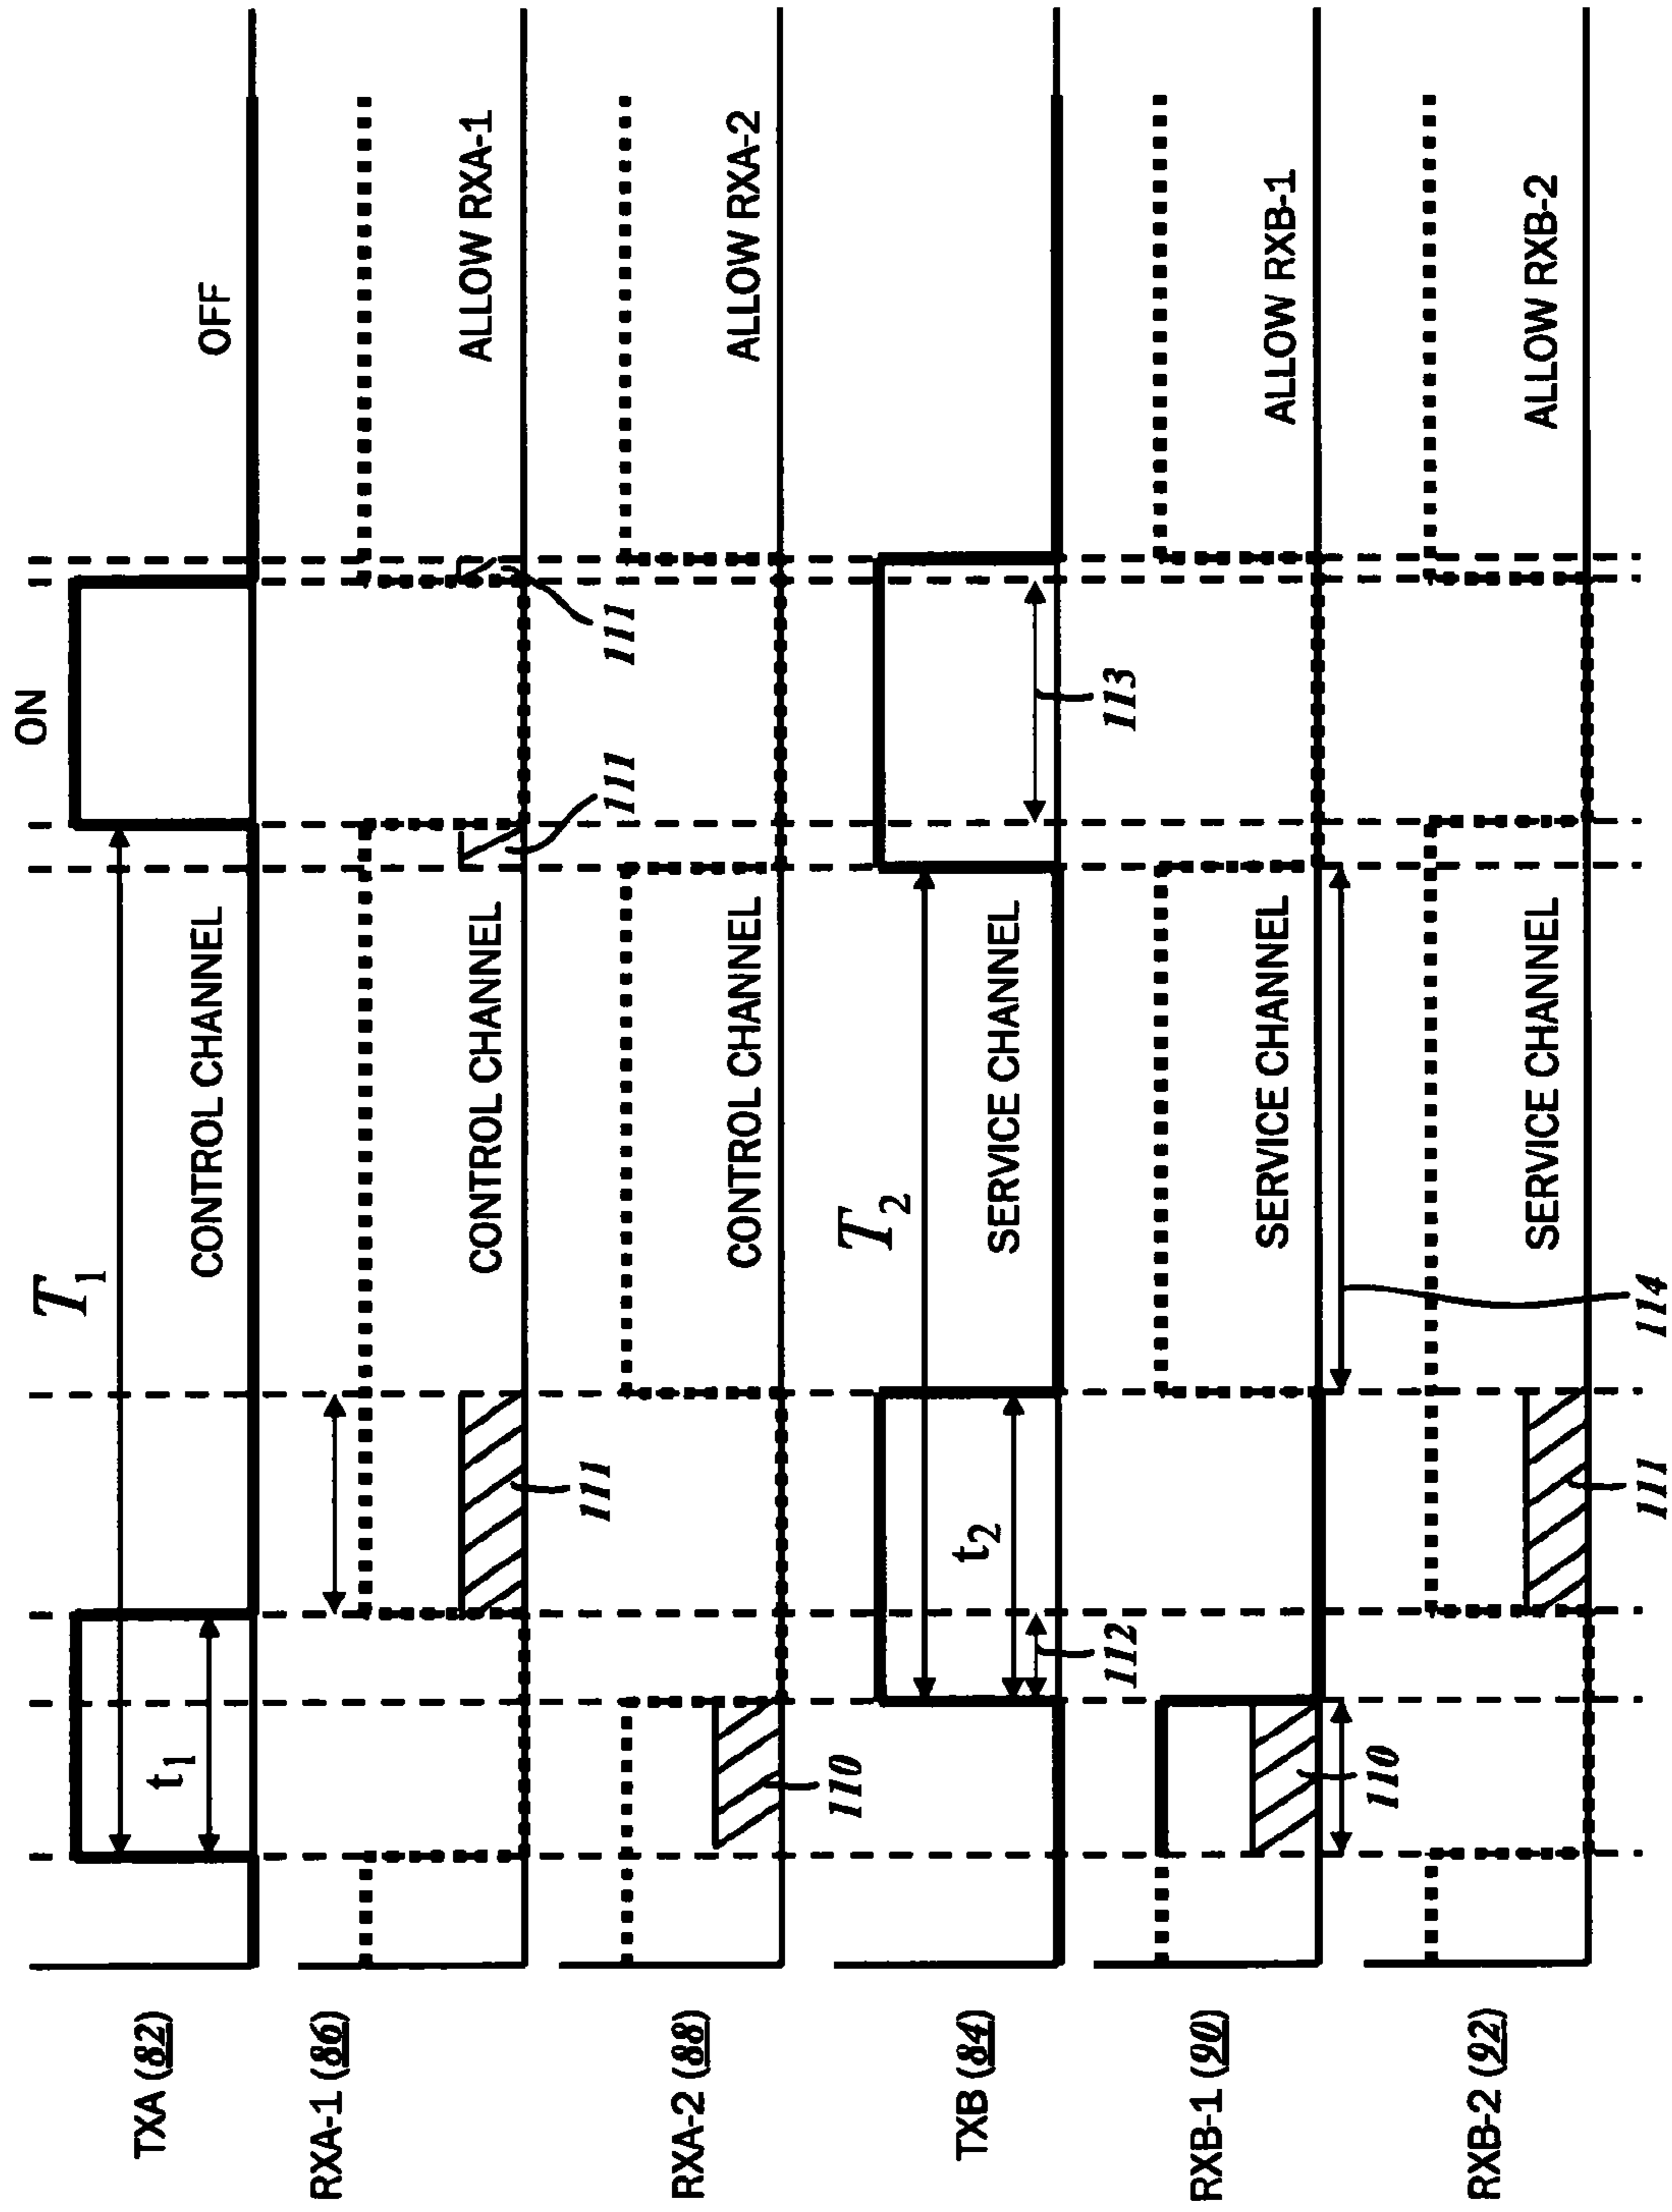 TXA (82)
T1
t1
CONTROL CHANNEL
ON
OFF
RXA-1 (86)
111
CONTROL CHANNEL
111
111
ALLOW RXA-1
RXA-2 (88)
110
CONTROL CHANNEL
ALLOW RXA-2
TXB (84)
T2
t2
112
SERVICE CHANNEL
113
RXB-1 (90)
110
SERVICE CHANNEL
114
ALLOW RXB-1
RXB-2 (92)
111
SERVICE CHANNEL
ALLOW RXB-2